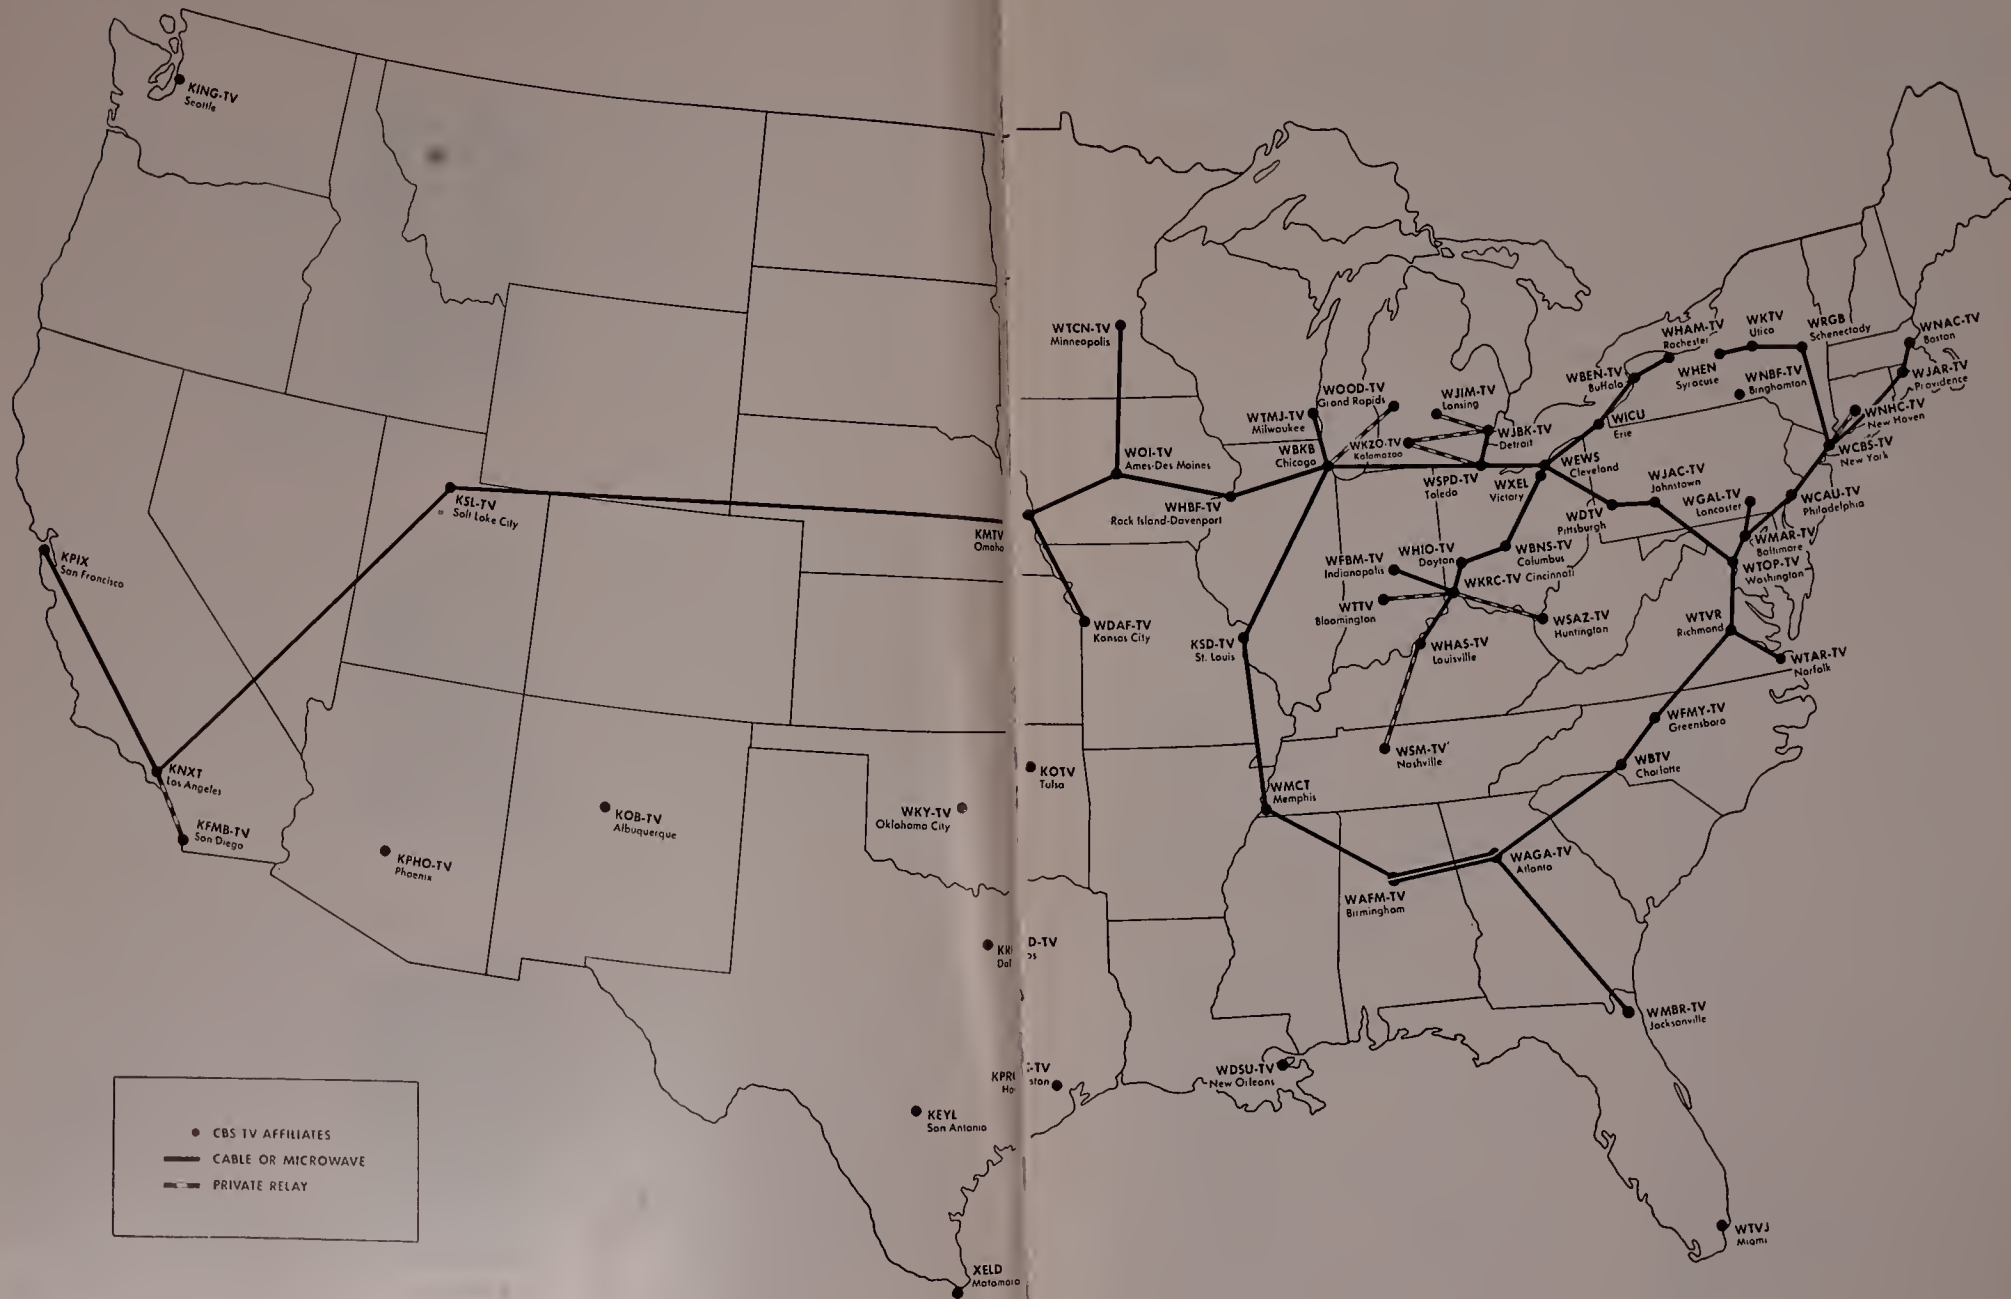 KING-TV
Seattle
KPIX
San Francisco
KSL-TV
Salt Lake City
KNXT
Los Angeles
KFMB-TV
San Diego
KPHO-TV
Phoenix
KOB-TV
Albuquerque
WKY-TV
Oklahoma City
KMTV
Omaha
KEYL
San Antonio
XELD
Matamoro
KOTV
Tulsa
D-TV
KPR
-TV
WTCN-TV
Minneapolis
WOI-TV
Ames-Des Moines
WHBF-TV
Rock Island-Davenport
WDAF-TV
Kansas City
WTMJ-TV
Milwaukee
WBKB
Chicago
WOOD-TV
Grand Rapids
WKZO-TV
Kalamazoo
WJIM-TV
Lansing
WJBK-TV
Detroit
WSPD-TV
Toledo
WXEL
Victory
WEWS
Cleveland
WICU
Erie
WBEN-TV
Buffalo
WHAM-TV
Rochester
WHEN
Syracuse
WKTV
Utica
WRGB
Schenectady
WNBF-TV
Binghamton
WNAC-TV
Boston
WJAR-TV
Providence
WNHC-TV
New Haven
WCBS-TV
New York
WCAU-TV
Philadelphia
WGAL-TV
Lancaster
WJAC-TV
Johnstown
WDTV
Pittsburgh
WMAR-TV
Baltimore
WTOP-TV
Washington
WTVR
Richmond
WTAR-TV
Norfolk
WFMY-TV
Greensboro
WBTV
Charlotte
WBNS-TV
Columbus
WHIO-TV
Dayton
WKRC-TV Cincinnati
WFBM-TV
Indianapolis
WTTV
Bloomington
WSAZ-TV
Huntington
WHAS-TV
Louisville
WSM-TV
Nashville
KSD-TV
St. Louis
WMCT
Memphis
WAFM-TV
Birmingham
WAGA-TV
Atlanta
WMBR-TV
Jacksonville
WDSU-TV
New Orleans
WTVJ
Miami
CBS TV AFFILIATES
CABLE OR MICROWAVE
PRIVATE RELAY